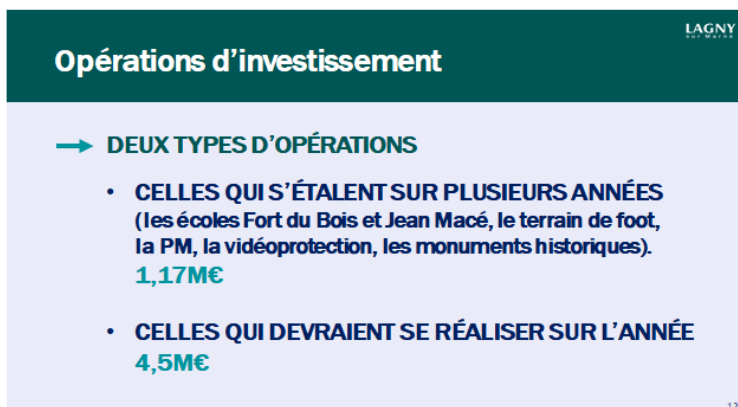 LAGNY
sur Marne
Opérations d'investissement
DEUX TYPES D'OPÉRATIONS
• CELLES QUI S'ÉTALENT SUR PLUSIEURS ANNÉES
(les écoles Fort du Bois et Jean Macé, le terrain de foot,
la PM, la vidéoprotection, les monuments historiques).
1,17M€
• CELLES QUI DEVRAIENT SE RÉALISER SUR L'ANNÉE
4,5M€